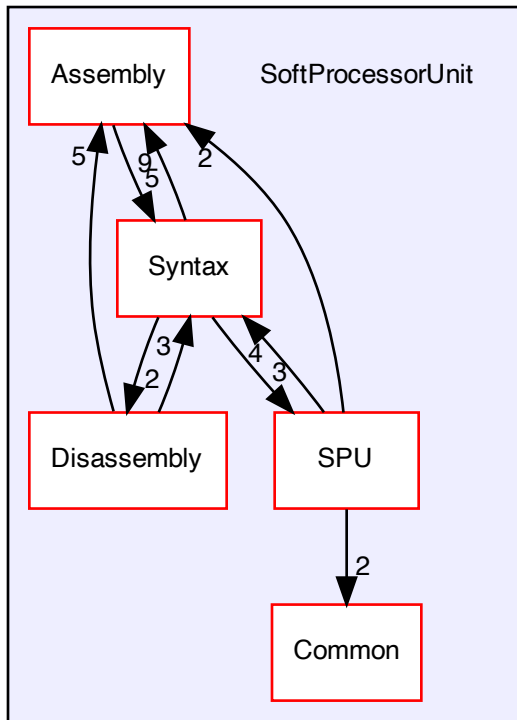 Assembly
SoftProcessorUnit
5
9
5
2
Syntax
3
2
4
3
Disassembly
SPU
2
Common